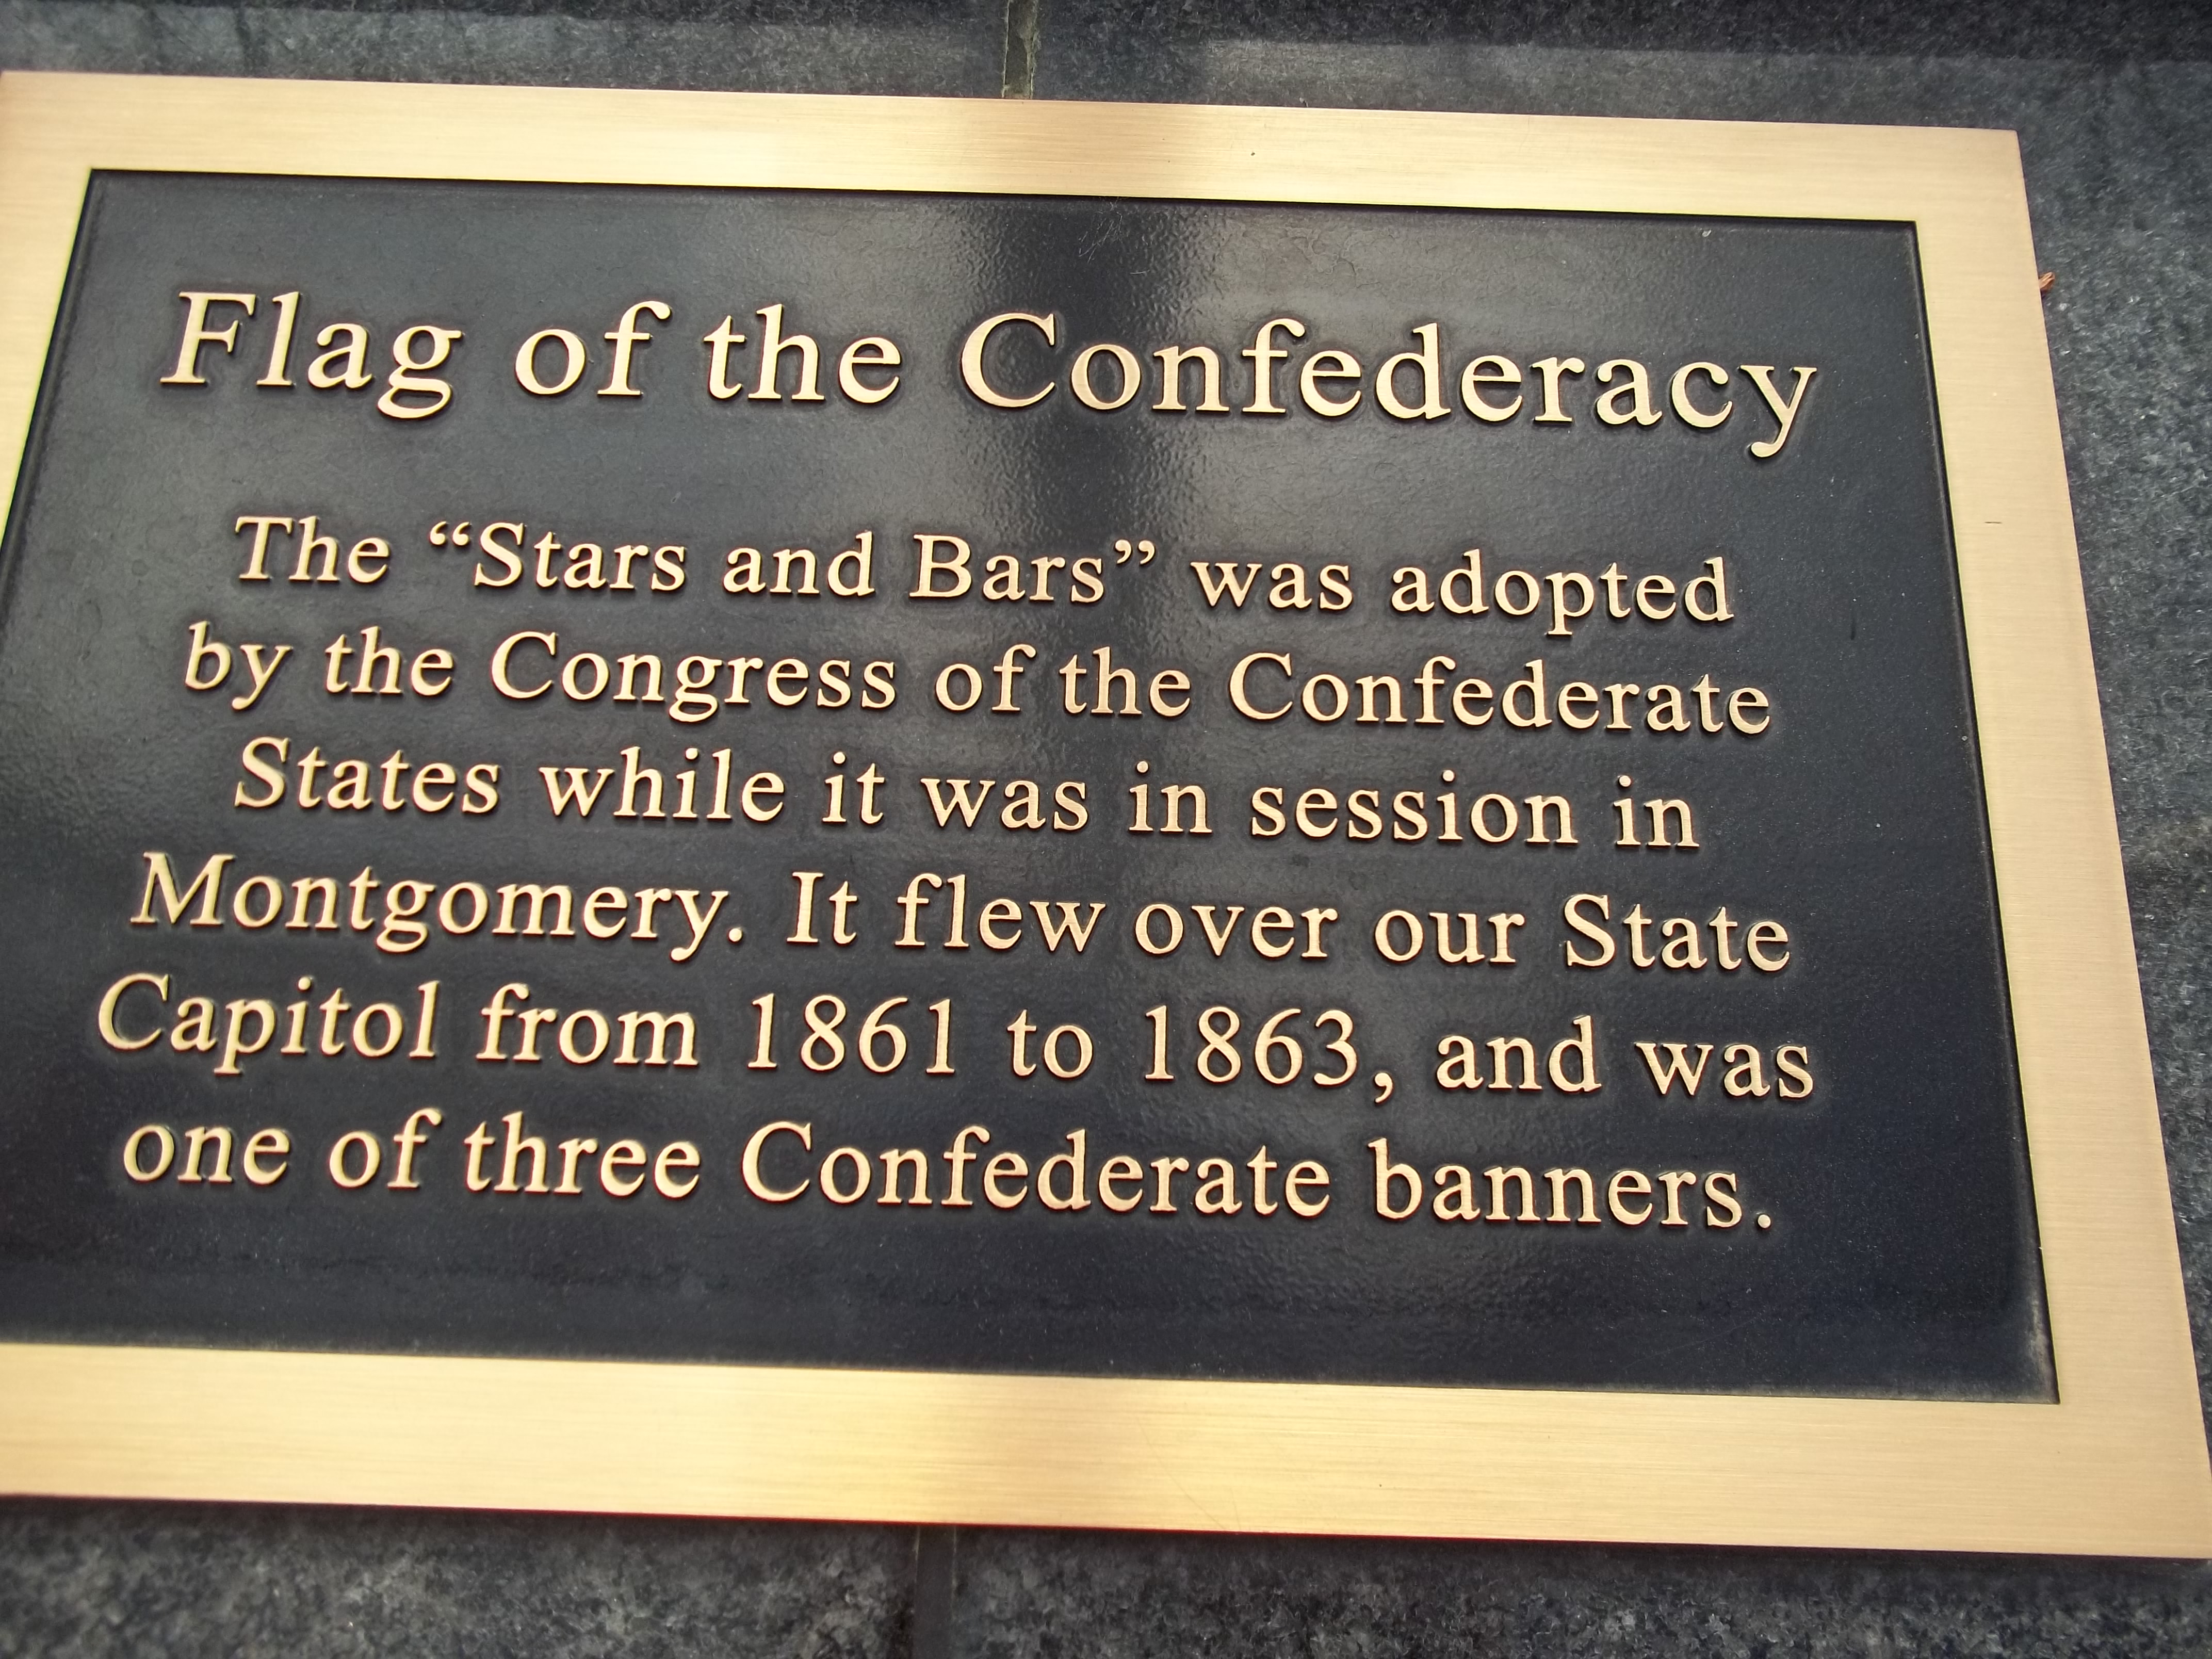 Flag of the Confederacy
The “Stars and Bars” was adopted
by the Congress of the Confederate
States while it was in session in
Montgomery. It flew over our State
Capitol from 1861 to 1863, and was
one of three Confederate banners.